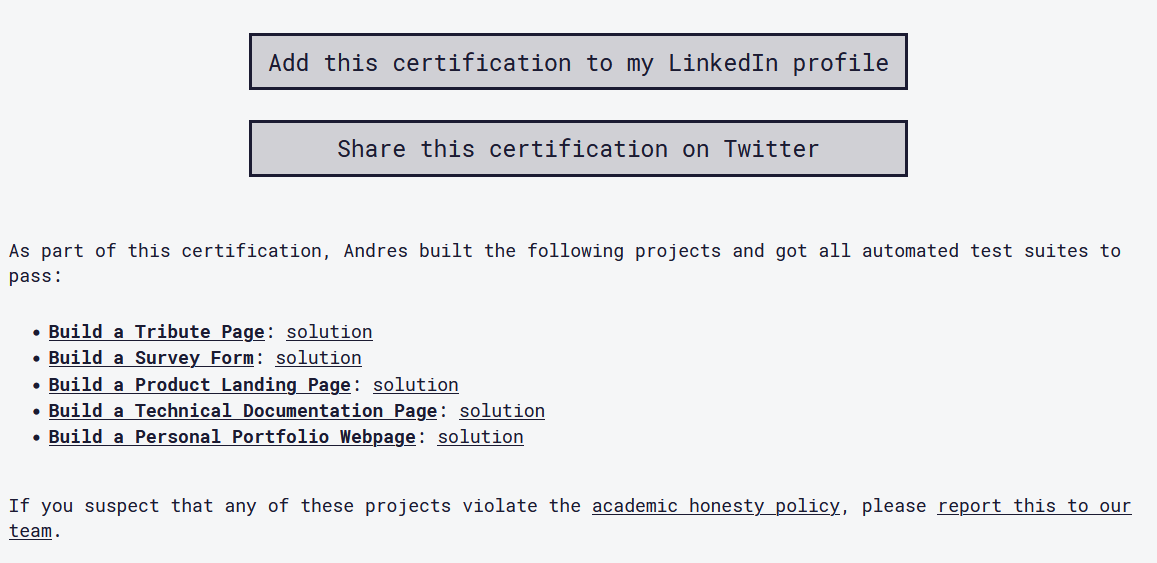 Add this certification to my LinkedIn profile
Share this certification on Twitter
As part of this certification, Andres built the following projects and got all automated test suites to
pass:
• Build a Tribute Page: solution
• Build a Survey Form: solution
• Build a Product Landing Page: solution
• Build a Technical Documentation Page: solution
• Build a Personal Portfolio Webpage: solution
If you suspect that any of these projects violate the academic honesty policy, please report this to our
team.